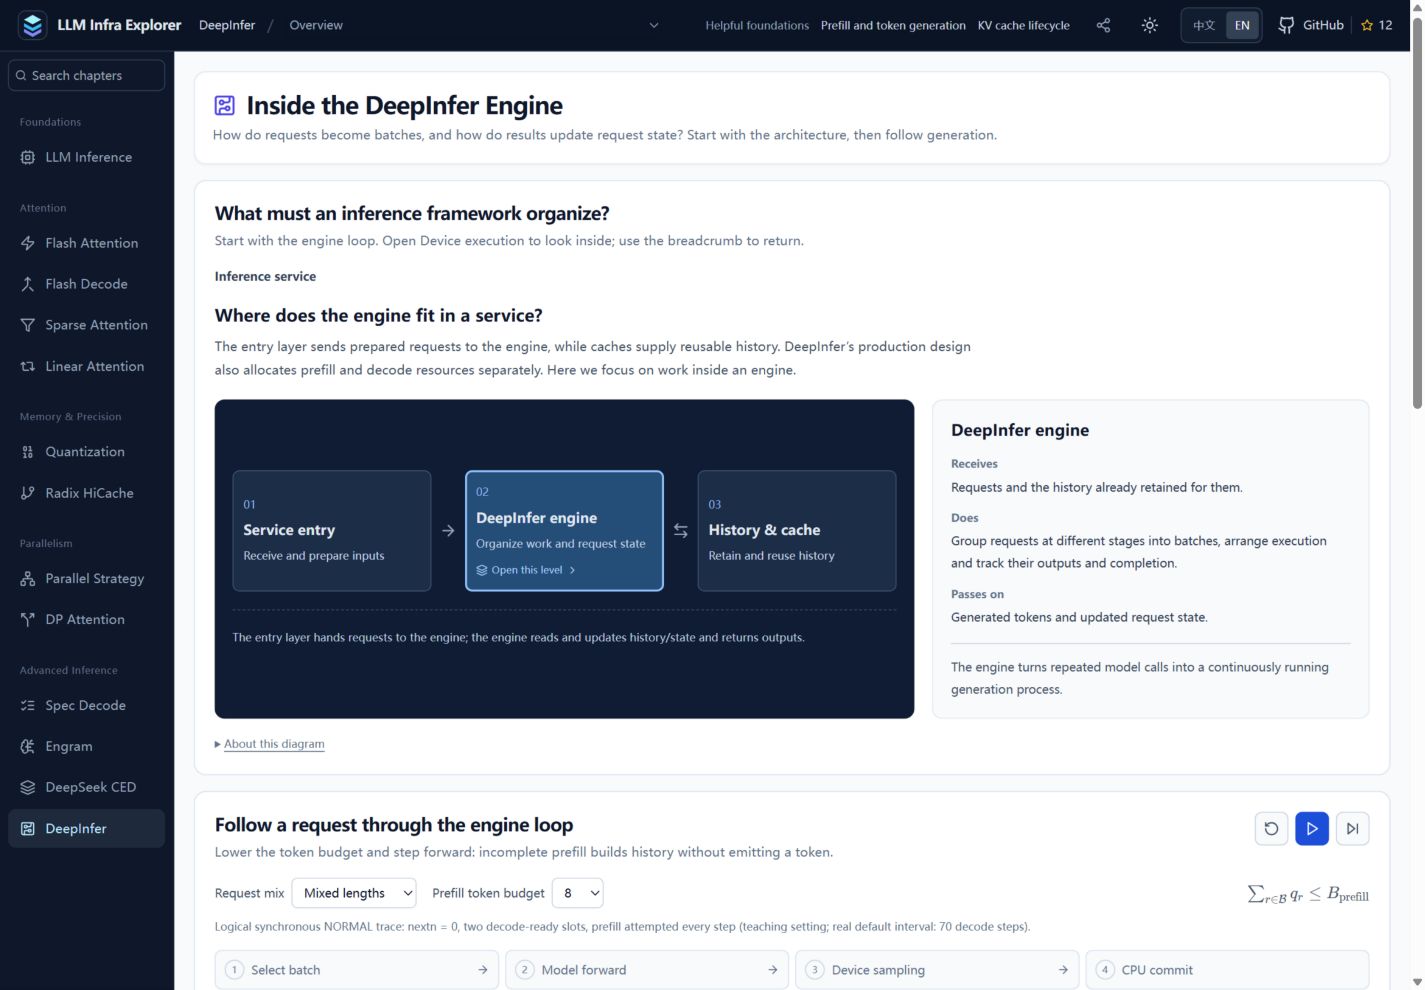 LLM Infra Explorer
DeepInfer / Overview
Helpful foundations Prefill and token generation KV cache lifecycle
中文 EN
GitHub
12
Search chapters
Foundations
LLM Inference
Attention
Flash Attention
Flash Decode
Sparse Attention
Linear Attention
Memory & Precision
Quantization
Radix HiCache
Parallelism
Parallel Strategy
DP Attention
Advanced Inference
Spec Decode
Engram
DeepSeek CED
DeepInfer
Inside the DeepInfer Engine
How do requests become batches, and how do results update request state? Start with the architecture, then follow generation.
What must an inference framework organize?
Start with the engine loop. Open Device execution to look inside; use the breadcrumb to return.
Inference service
Where does the engine fit in a service?
The entry layer sends prepared requests to the engine, while caches supply reusable history. DeepInfer’s production design
also allocates prefill and decode resources separately. Here we focus on work inside an engine.
01
Service entry
Receive and prepare inputs
02
DeepInfer engine
Organize work and request state
Open this level
03
History & cache
Retain and reuse history
The entry layer hands requests to the engine; the engine reads and updates history/state and returns outputs.
DeepInfer engine
Receives
Requests and the history already retained for them.
Does
Group requests at different stages into batches, arrange execution
and track their outputs and completion.
Passes on
Generated tokens and updated request state.
The engine turns repeated model calls into a continuously running
generation process.
About this diagram
Follow a request through the engine loop
Lower the token budget and step forward: incomplete prefill builds history without emitting a token.
Request mix Mixed lengths Prefill token budget 8
∑r∈B qr ≤ Bprefill
Logical synchronous NORMAL trace: nextn = 0, two decode-ready slots, prefill attempted every step (teaching setting; real default interval: 70 decode steps).
1 Select batch
2 Model forward
3 Device sampling
4 CPU commit